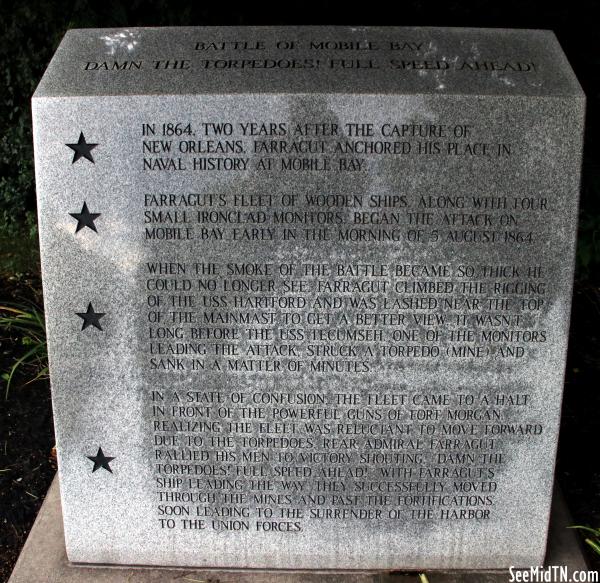 BATTLE OF MOBILE BAY
DAMN THE TORPEDOES! FULL SPEED AHEAD!
IN 1864, TWO YEARS AFTER THE CAPTURE OF
NEW ORLEANS, FARRAGUT ANCHORED HIS PLACE IN
NAVAL HISTORY AT MOBILE BAY.
FARRAGUT'S FLEET OF WOODEN SHIPS, ALONG WITH FOUR
SMALL IRONCLAD MONITORS, BEGAN THE ATTACK ON
MOBILE BAY EARLY IN THE MORNING OF 5 AUGUST 1864.
WHEN THE SMOKE OF THE BATTLE BECAME SO THICK HE
COULD NO LONGER SEE, FARRAGUT CLIMBED THE RIGGING
OF THE USS HARTFORD AND WAS LASHED NEAR THE TOP
OF THE MAINMAST TO GET A BETTER VIEW. IT WASN'T
LONG BEFORE THE USS TECUMSEH, ONE OF THE MONITORS
LEADING THE ATTACK, STRUCK A TORPEDO (MINE) AND
SANK IN A MATTER OF MINUTES.
IN A STATE OF CONFUSION, THE FLEET CAME TO A HALT
IN FRONT OF THE POWERFUL GUNS OF FORT MORGAN.
REALIZING THE FLEET WAS RELUCTANT TO MOVE FORWARD
DUE TO THE TORPEDOES, REAR ADMIRAL FARRAGUT
RALLIED HIS MEN TO VICTORY SHOUTING, "DAMN THE
TORPEDOES! FULL SPEED AHEAD!" WITH FARRAGUT'S
SHIP LEADING THE WAY, THEY SUCCESSFULLY MOVED
THROUGH THE MINES AND PAST THE FORTIFICATIONS,
SOON LEADING TO THE SURRENDER OF THE HARBOR
TO THE UNION FORCES.
SeeMidTN.com